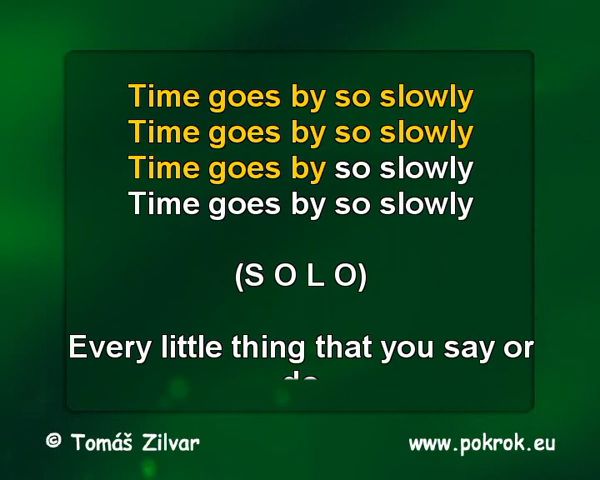 Time goes by so slowly
Time goes by so slowly
Time goes by so slowly
Time goes by so slowly
(S O L O)
Every little thing that you say or
© Tomáš Zilvar
www.pokrok.eu